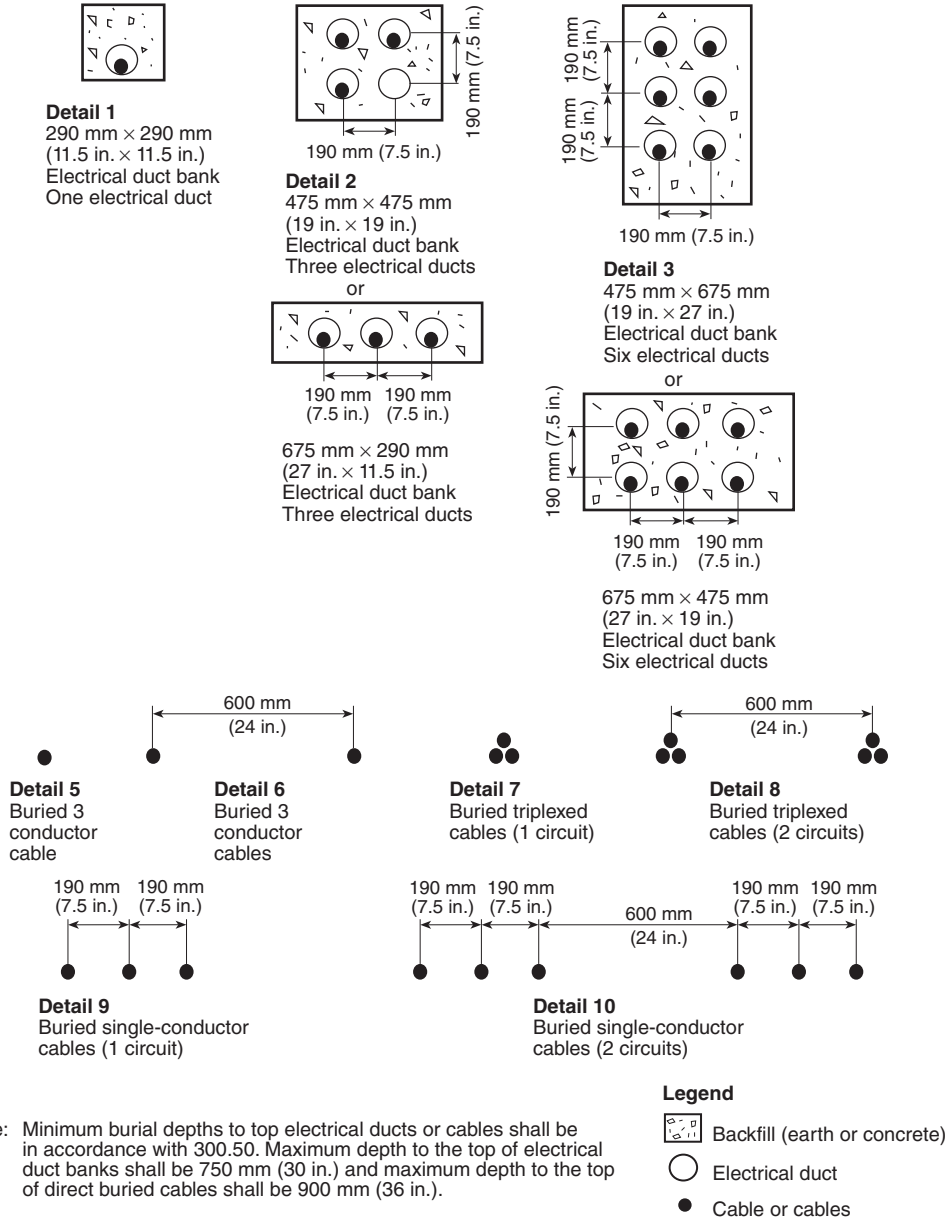 Detail 1
290 mm × 290 mm
(11.5 in. × 11.5 in.)
Electrical duct bank
One electrical duct
190 mm (7.5 in.)
190 mm (7.5 in.)
Detail 2
475 mm × 475 mm
(19 in. × 19 in.)
Electrical duct bank
Three electrical ducts
or
190 mm
(7.5 in.)
190 mm
(7.5 in.)
675 mm × 290 mm
(27 in. × 11.5 in.)
Electrical duct bank
Three electrical ducts
190 mm
(7.5 in.)
190 mm
(7.5 in.)
190 mm (7.5 in.)
Detail 3
475 mm × 675 mm
(19 in. × 27 in.)
Electrical duct bank
Six electrical ducts
or
190 mm (7.5 in.)
190 mm
(7.5 in.)
190 mm
(7.5 in.)
675 mm × 475 mm
(27 in. × 19 in.)
Electrical duct bank
Six electrical ducts
600 mm
(24 in.)
600 mm
(24 in.)
Detail 5
Buried 3
conductor
cable
Detail 6
Buried 3
conductor
cables
Detail 7
Buried triplexed
cables (1 circuit)
Detail 8
Buried triplexed
cables (2 circuits)
190 mm
(7.5 in.)
190 mm
(7.5 in.)
190 mm
(7.5 in.)
190 mm
(7.5 in.)
600 mm
(24 in.)
190 mm
(7.5 in.)
190 mm
(7.5 in.)
Detail 9
Buried single-conductor
cables (1 circuit)
Detail 10
Buried single-conductor
cables (2 circuits)
e: Minimum burial depths to top electrical ducts or cables shall be
in accordance with 300.50. Maximum depth to the top of electrical
duct banks shall be 750 mm (30 in.) and maximum depth to the top
of direct buried cables shall be 900 mm (36 in.).
Legend
Backfill (earth or concrete)
Electrical duct
Cable or cables